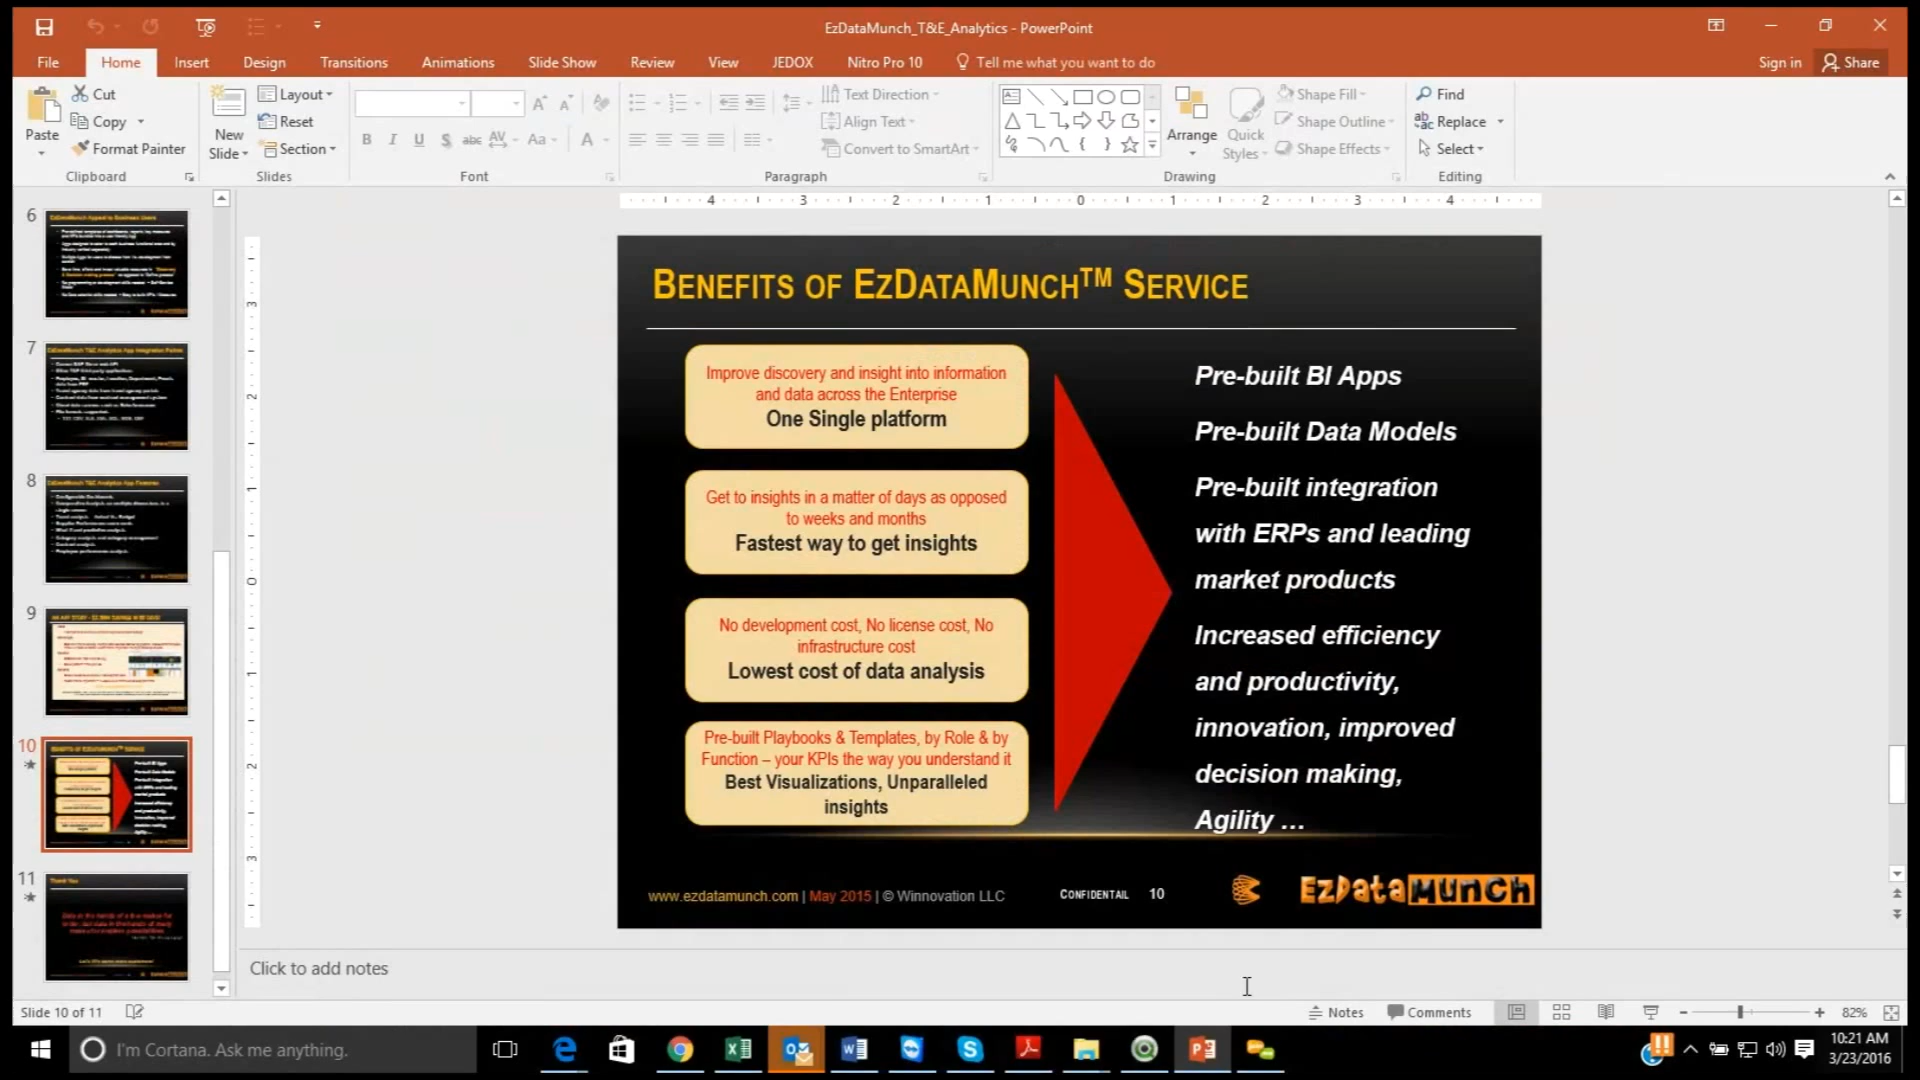 EzDataMunch_T&E_Analytics - PowerPoint
File Home Insert Design Transitions Animations Slide Show Review View JEDOX Nitro Pro 10 Tell me what you want to do Sign in Share
Paste
Cut
Copy
Format Painter
Clipboard
New Slide
Layout
Reset
Section
Slides
Font
Text Direction
Align Text
Convert to SmartArt
Paragraph
Arrange
Quick Styles
Shape Fill
Shape Outline
Shape Effects
Drawing
Find
Replace
Select
Editing
6
7
8
9
10
11
BENEFITS OF EZDATAMUNCH™ SERVICE
Improve discovery and insight into information
and data across the Enterprise
One Single platform
Get to insights in a matter of days as opposed
to weeks and months
Fastest way to get insights
No development cost, No license cost, No
infrastructure cost
Lowest cost of data analysis
Pre-built Playbooks & Templates, by Role & by
Function – your KPIs the way you understand it
Best Visualizations, Unparalleled
insights
Pre-built BI Apps
Pre-built Data Models
Pre-built integration
with ERPs and leading
market products
Increased efficiency
and productivity,
innovation, improved
decision making,
Agility …
www.ezdatamunch.com | May 2015 | © Winnovation LLC CONFIDENTAIL 10 EzDataMunch
Click to add notes
Slide 10 of 11 Notes Comments 82%
I'm Cortana. Ask me anything.
10:21 AM
3/23/2016